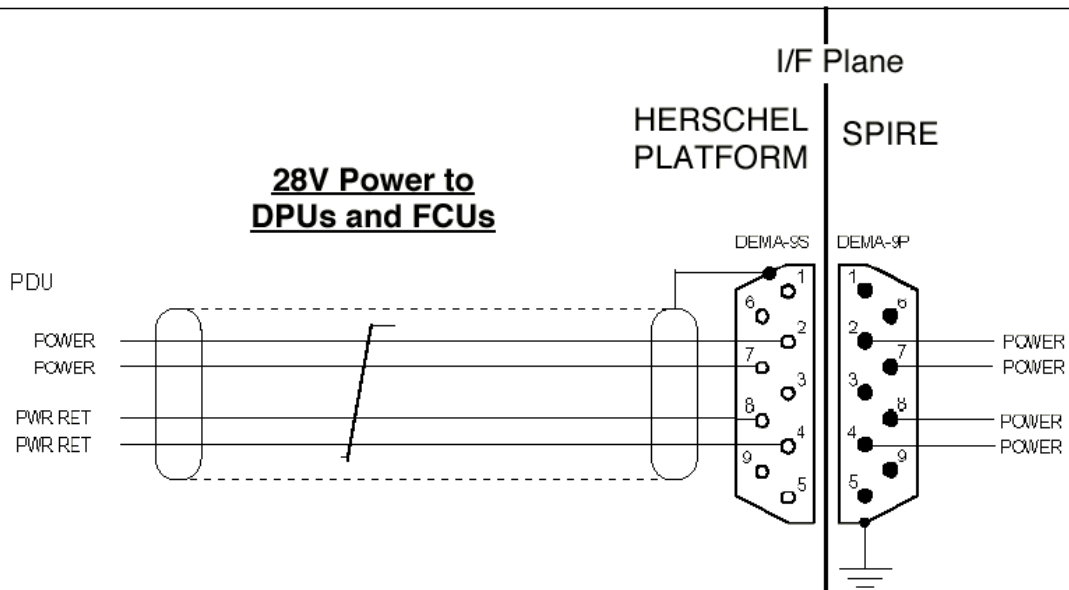 I/F Plane
HERSCHEL
PLATFORM
SPIRE
28V Power to
DPUs and FCUs
DEMA-9S
DEMA-9P
PDU
POWER
POWER
PWR RET
PWR RET
1
6
2
7
3
8
4
9
5
1
6
2
7
3
8
4
9
5
POWER
POWER
POWER
POWER